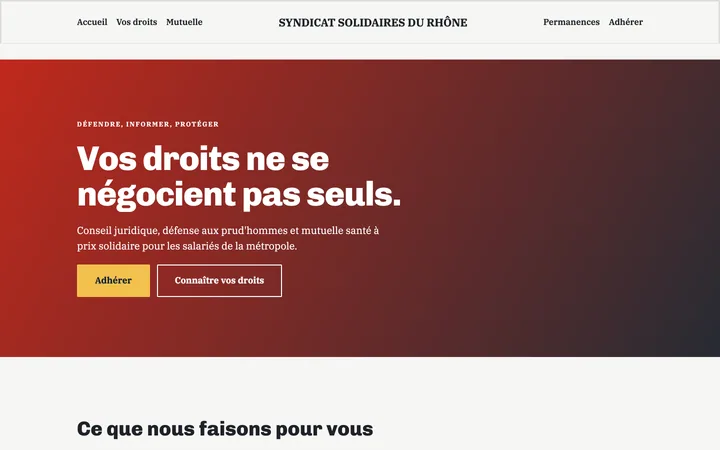 Accueil Vos droits Mutuelle SYNDICAT SOLIDAIRES DU RHÔNE Permanences Adhérer
DÉFENDRE, INFORMER, PROTÉGER
Vos droits ne se
négocient pas seuls.
Conseil juridique, défense aux prud'hommes et mutuelle santé à
prix solidaire pour les salariés de la métropole.
Adhérer Connaître vos droits
Ce que nous faisons pour vous